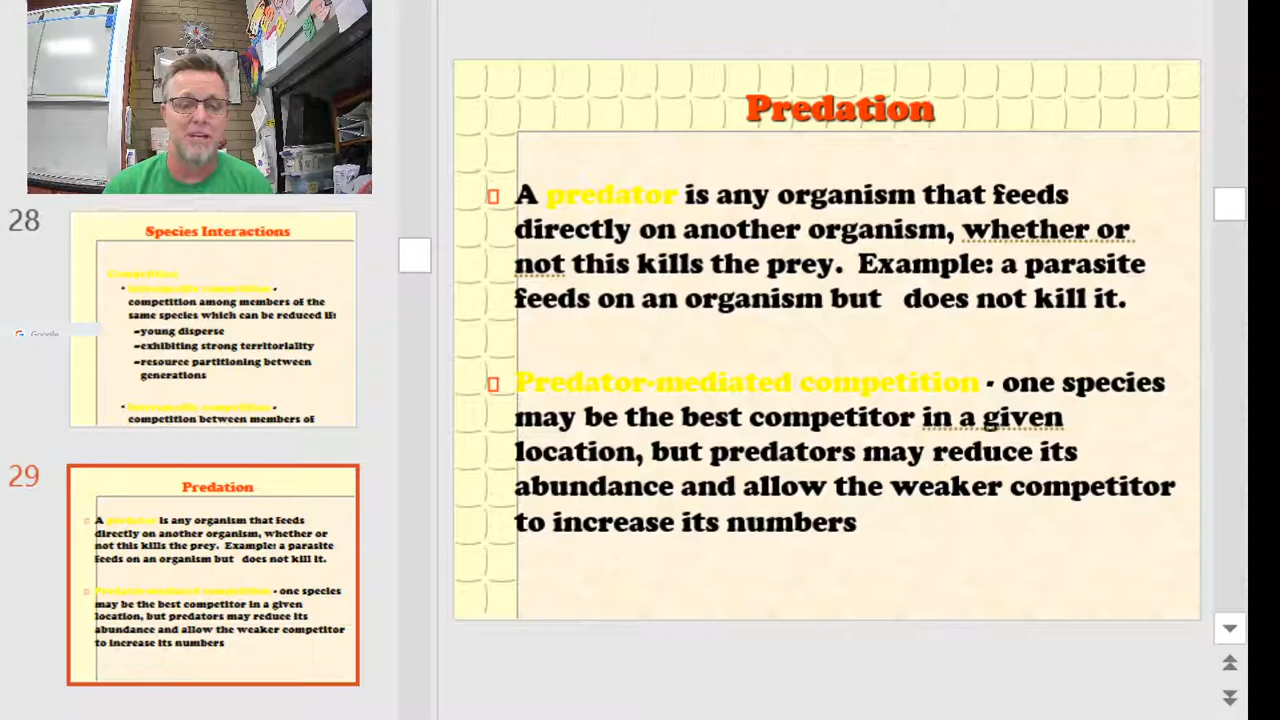 28
Species Interactions
Competition
competition among members of the
same species which can be reduced if:
-young disperse
-exhibiting strong territoriality
-resource partitioning between
generations
competition between members of
Google
29
Predation
A predator is any organism that feeds
directly on another organism, whether or
not this kills the prey. Example: a parasite
feeds on an organism but does not kill it.
Predator-mediated competition - one species
may be the best competitor in a given
location, but predators may reduce its
abundance and allow the weaker competitor
to increase its numbers
Predation
A predator is any organism that feeds
directly on another organism, whether or
not this kills the prey. Example: a parasite
feeds on an organism but does not kill it.
Predator-mediated competition - one species
may be the best competitor in a given
location, but predators may reduce its
abundance and allow the weaker competitor
to increase its numbers